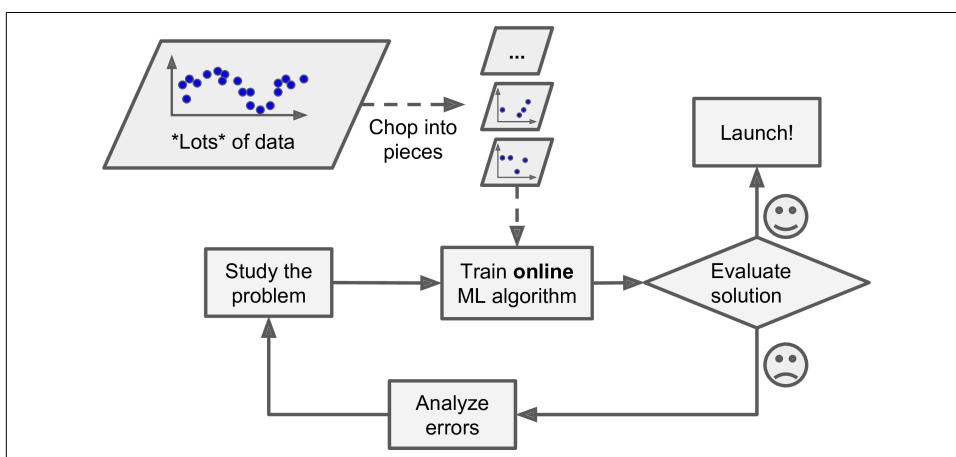 ...
*Lots* of data
Chop into
pieces
Launch!
Study the
problem
Train online
ML algorithm
Evaluate
solution
Analyze
errors